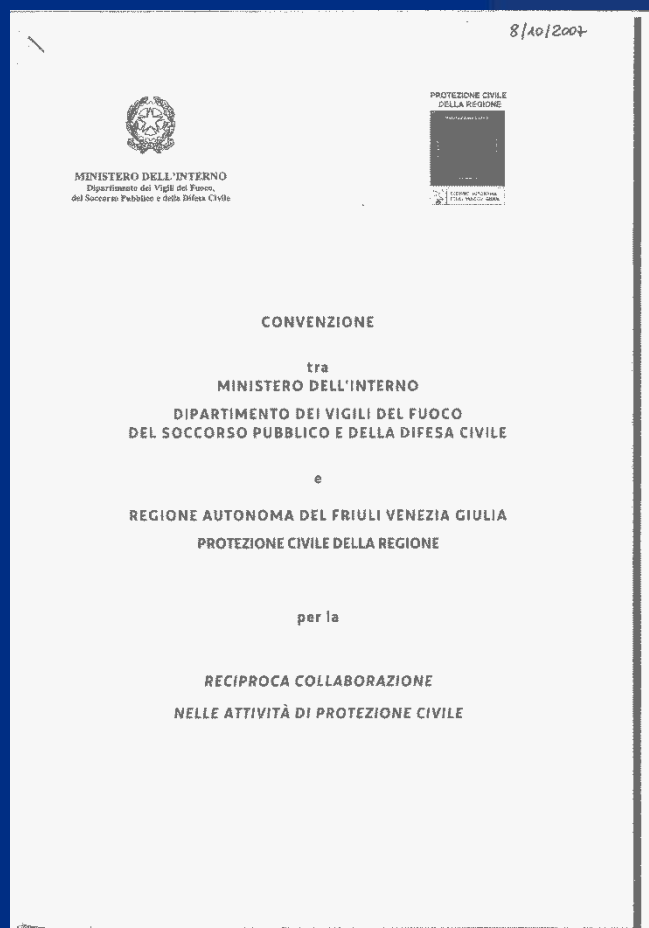 8/10/2007
MINISTERO DELL'INTERNO
Dipartimento dei Vigili del Fuoco,
del Soccorso Pubblico e della Difesa Civile
PROTEZIONE CIVILE
DELLA REGIONE
CONVENZIONE
tra
MINISTERO DELL'INTERNO
DIPARTIMENTO DEI VIGILI DEL FUOCO
DEL SOCCORSO PUBBLICO E DELLA DIFESA CIVILE
e
REGIONE AUTONOMA DEL FRIULI VENEZIA GIULIA
PROTEZIONE CIVILE DELLA REGIONE
per la
RECIPROCA COLLABORAZIONE
NELLE ATTIVITÀ DI PROTEZIONE CIVILE